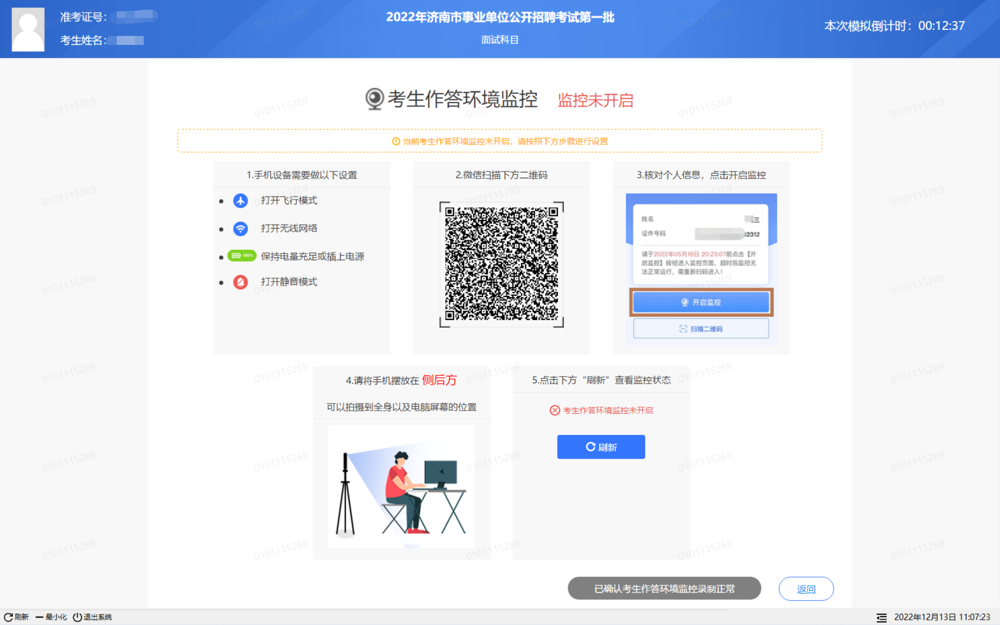 准考证号：
考生姓名：
2022年济南市事业单位公开招聘考试第一批
面试科目
本次模拟倒计时：00:12:37
考生作答环境监控 监控未开启
当前考生作答环境监控未开启，请按照下方步骤进行设置
1.手机设备需要做以下设置
打开飞行模式
打开无线网络
100% 保持电量充足或插上电源
打开静音模式
2.微信扫描下方二维码
3.核对个人信息，点击开启监控
姓名 三
证件号码 2312
请于2022年05月18日 20:23:07前点击【开
启监控】按钮进入监控页面，超时后监控无
法正常运行，需重新扫码进入！
开启监控
扫描二维码
4.请将手机摆放在 侧后方
可以拍摄到全身以及电脑屏幕的位置
5.点击下方“刷新”查看监控状态
考生作答环境监控未开启
刷新
已确认考生作答环境监控录制正常
返回
刷新 最小化 退出系统
2022年12月13日 11:07:23
0101115269